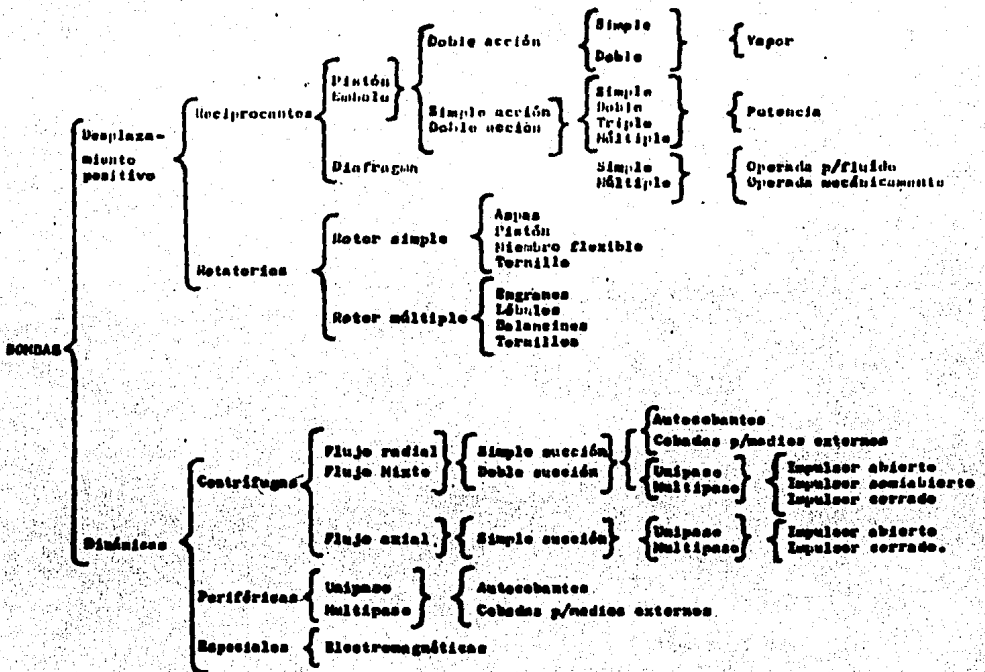 BOMBAS
Desplaza-
miento
positivo
Reciprocantes
Pistón
Embolo
Doble acción
Simple
Doble
Vapor
Simple acción
Doble acción
Simple
Doble
Triple
Múltiple
Potencia
Diafragma
Simple
Múltiple
Operada p/fluído
Operada mecánicamente
Rotatorias
Rotor simple
Aspas
Pistón
Miembro flexible
Tornillo
Rotor múltiple
Engranes
Lóbulos
Balancines
Tornillos
Dinámicas
Centrífugas
Flujo radial
Flujo Mixto
Simple succión
Doble succión
Autocebantes
Cebadas p/medios externos
Unipaso
Multipaso
Impulsor abierto
Impulsor semiabierto
Impulsor cerrado
Flujo axial
Simple succión
Unipaso
Multipaso
Impulsor abierto
Impulsor cerrado.
Periféricas
Unipaso
Multipaso
Autocebantes
Cebadas p/medios externos
Especiales
Electromagnéticas